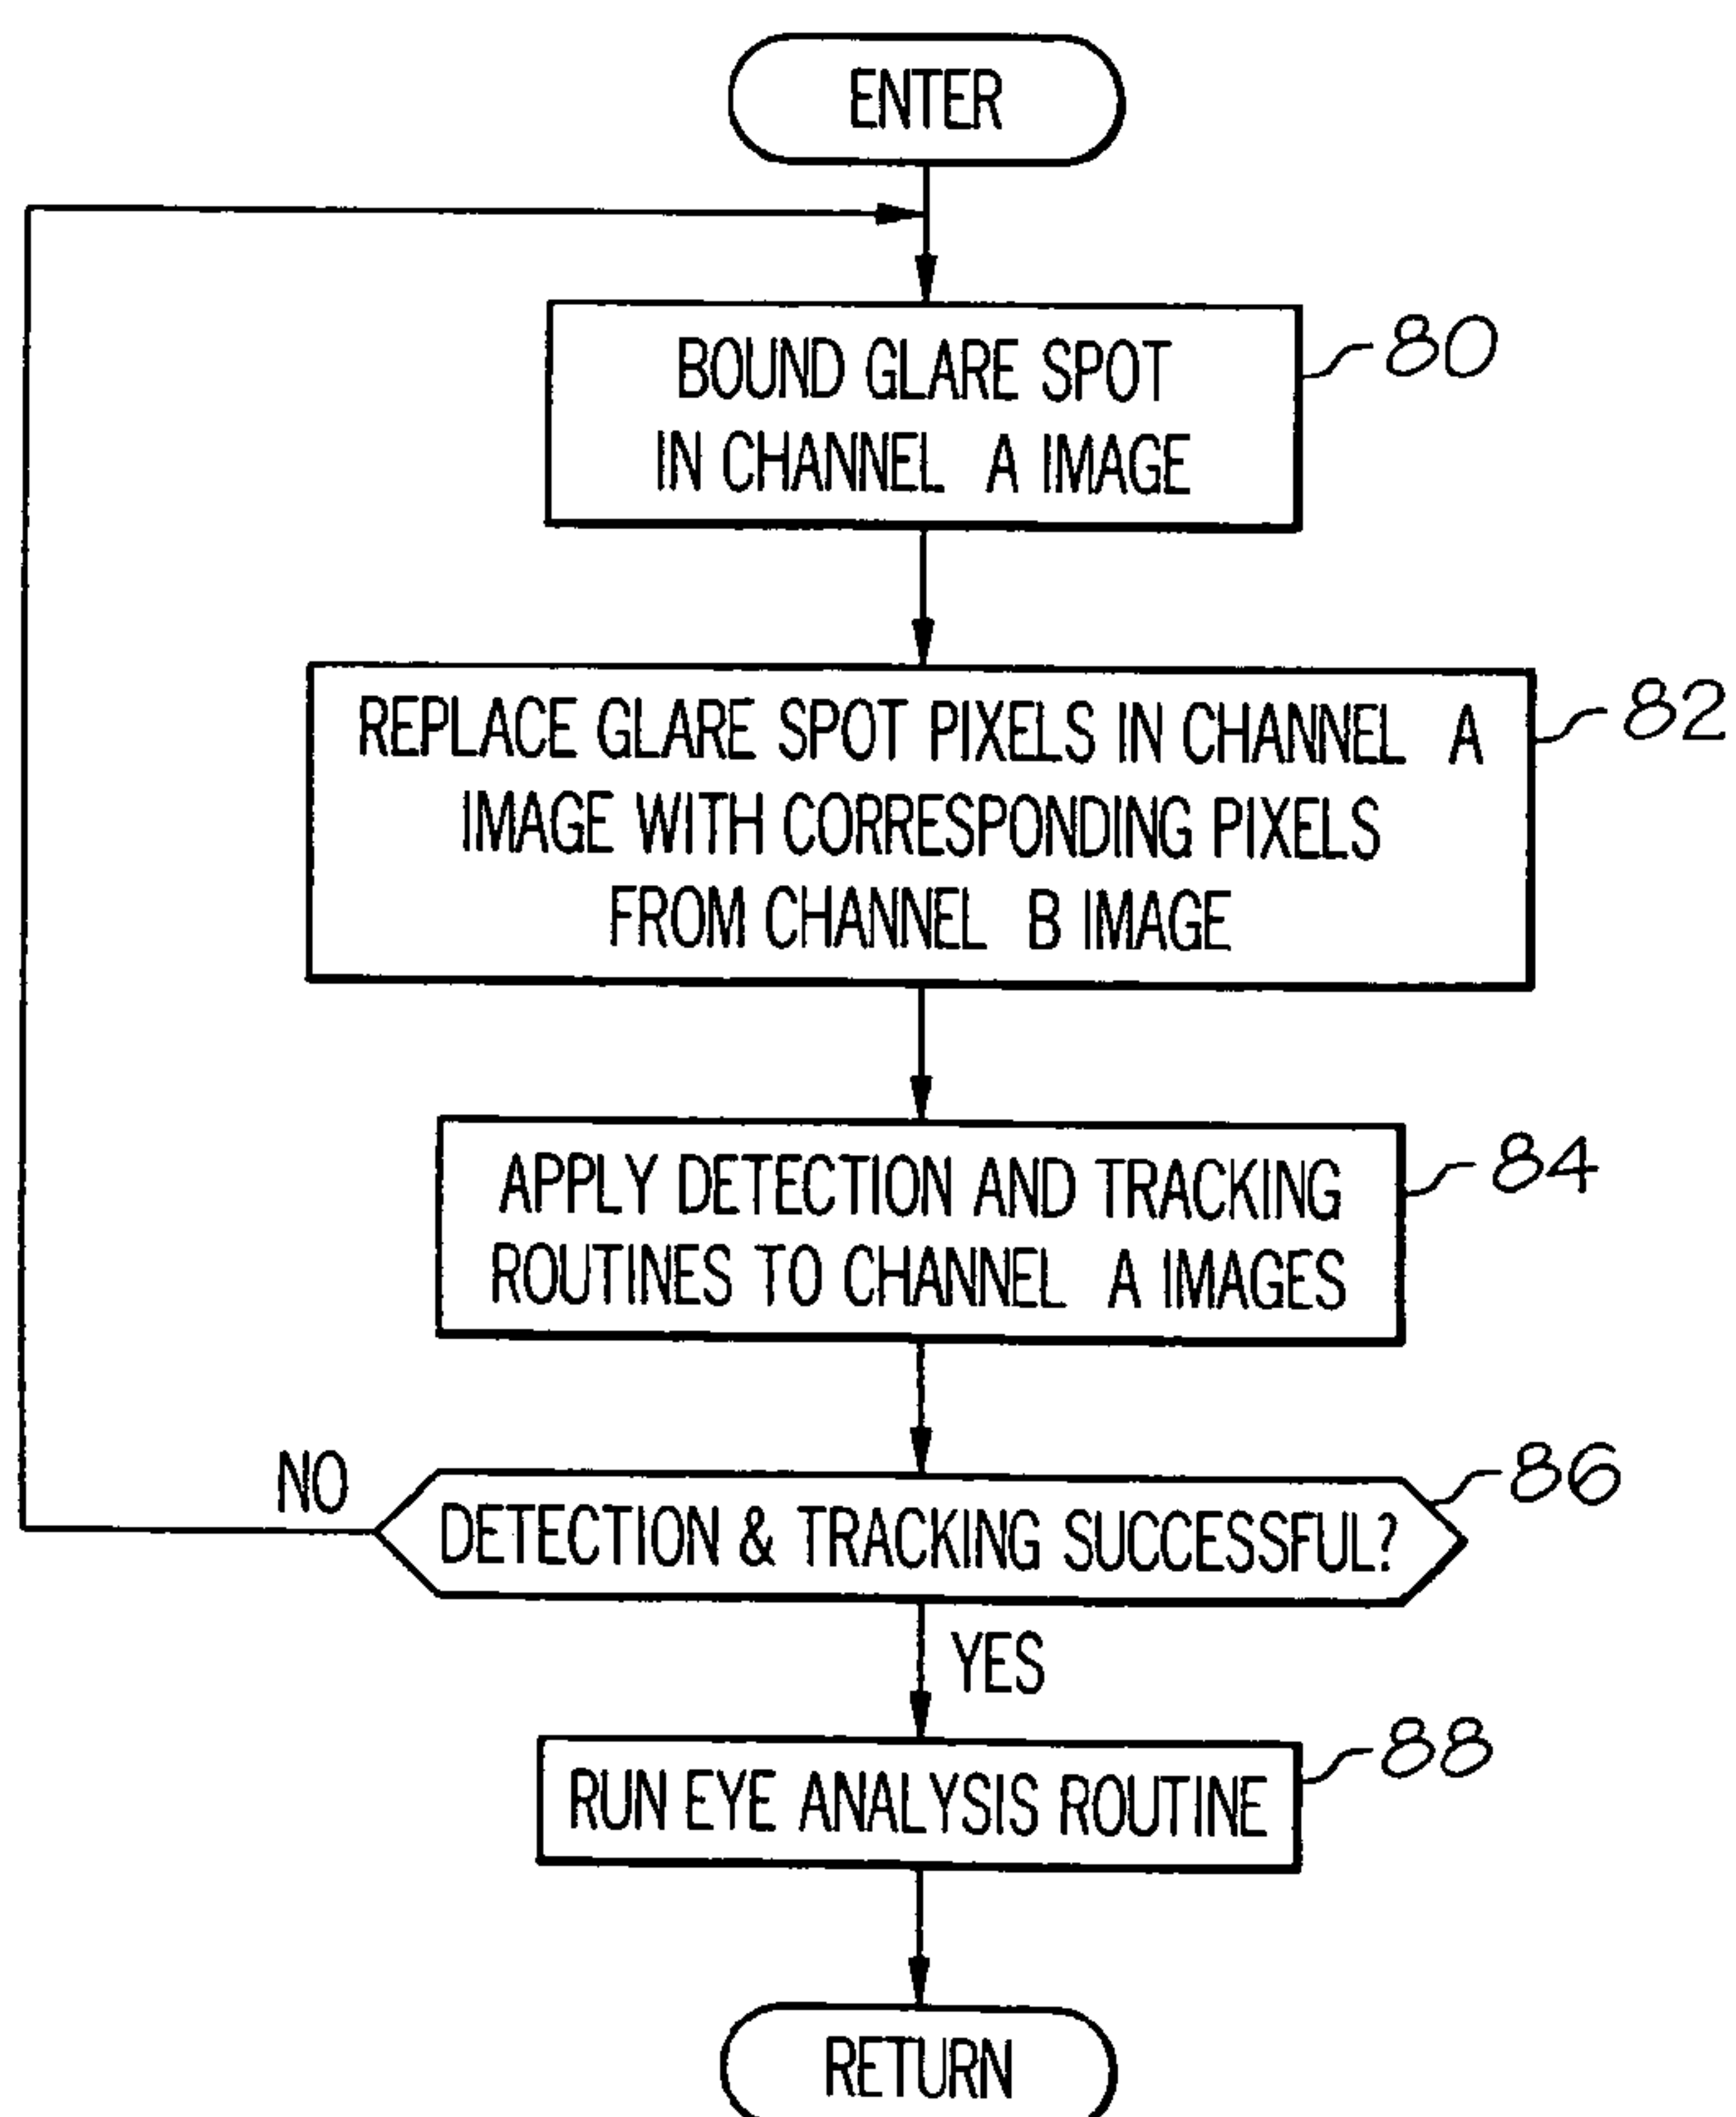 ENTER
BOUND GLARE SPOT
IN CHANNEL A IMAGE
80
REPLACE GLARE SPOT PIXELS IN CHANNEL A
IMAGE WITH CORRESPONDING PIXELS
FROM CHANNEL B IMAGE
82
APPLY DETECTION AND TRACKING
ROUTINES TO CHANNEL A IMAGES
84
NO
DETECTION & TRACKING SUCCESSFUL?
86
YES
RUN EYE ANALYSIS ROUTINE
88
RETURN